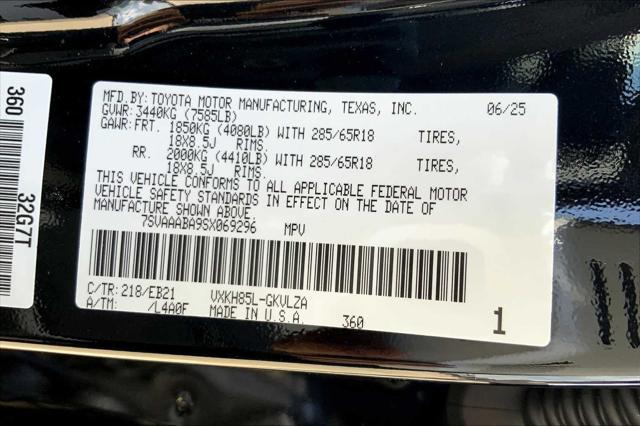 MFD.BY: TOYOTA MOTOR MANUFACTURING, TEXAS, INC. 06/25
GVWR: 3440KG (7585LB)
GAWR: FRT. 1850KG (4080LB) WITH 285/65R18 TIRES,
18X8.5J RIMS.
RR. 2000KG (4410LB) WITH 285/65R18 TIRES,
18X8.5J RIMS.
THIS VEHICLE CONFORMS TO ALL APPLICABLE FEDERAL MOTOR
VEHICLE SAFETY STANDARDS IN EFFECT ON THE DATE OF
MANUFACTURE SHOWN ABOVE.
7SVAAABA9SX069296 MPV
C/TR: 218/EB21 VXKH85L-GKVLZA
A/TM: /L4A0F MADE IN U.S.A. 360 1
360 32G7T